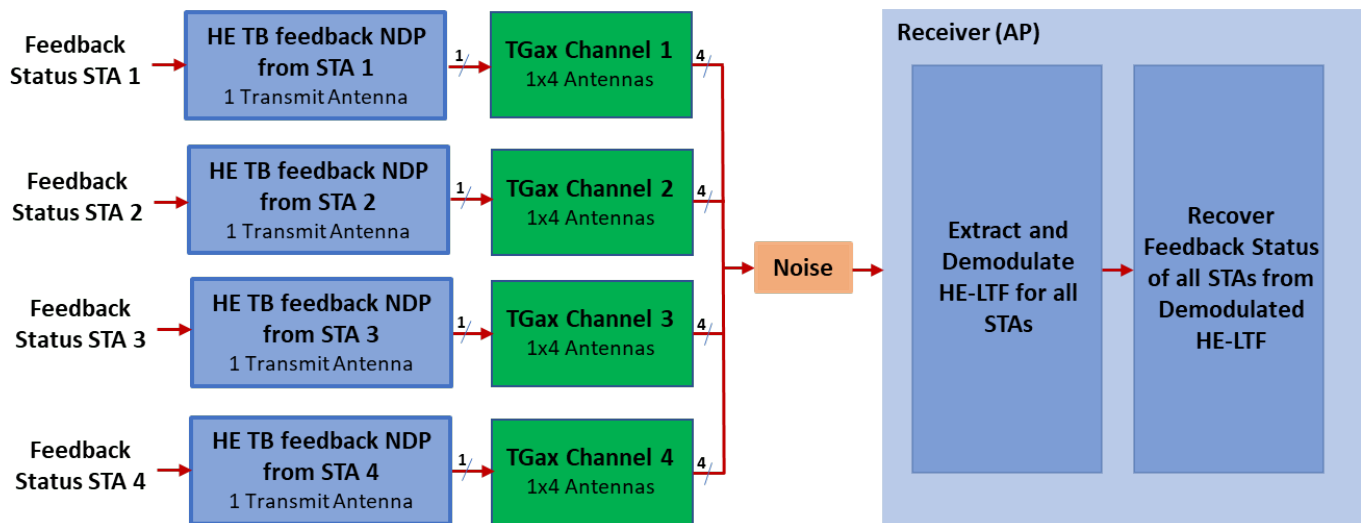 Feedback
Status STA 1
HE TB feedback NDP
from STA 1
1 Transmit Antenna
1
TGax Channel 1
1x4 Antennas
4
Feedback
Status STA 2
HE TB feedback NDP
from STA 2
1 Transmit Antenna
1
TGax Channel 2
1x4 Antennas
4
Feedback
Status STA 3
HE TB feedback NDP
from STA 3
1 Transmit Antenna
1
TGax Channel 3
1x4 Antennas
4
Feedback
Status STA 4
HE TB feedback NDP
from STA 4
1 Transmit Antenna
1
TGax Channel 4
1x4 Antennas
4
Noise
Receiver (AP)
Extract and
Demodulate
HE-LTF for all
STAs
Recover
Feedback Status
of all STAs from
Demodulated
HE-LTF